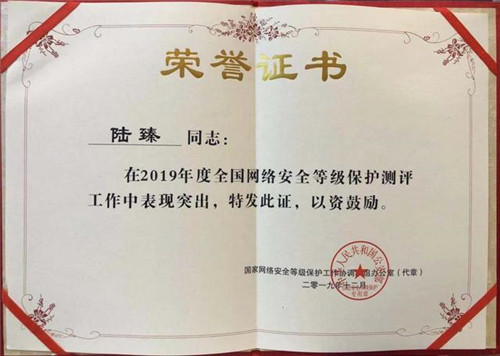 荣誉证书
陆臻 同志：
在2019年度全国网络安全等级保护测评
工作中表现突出，特发此证，以资鼓励。
国家网络安全等级保护工作协调小组办公室（代章）
二零一九年十二月